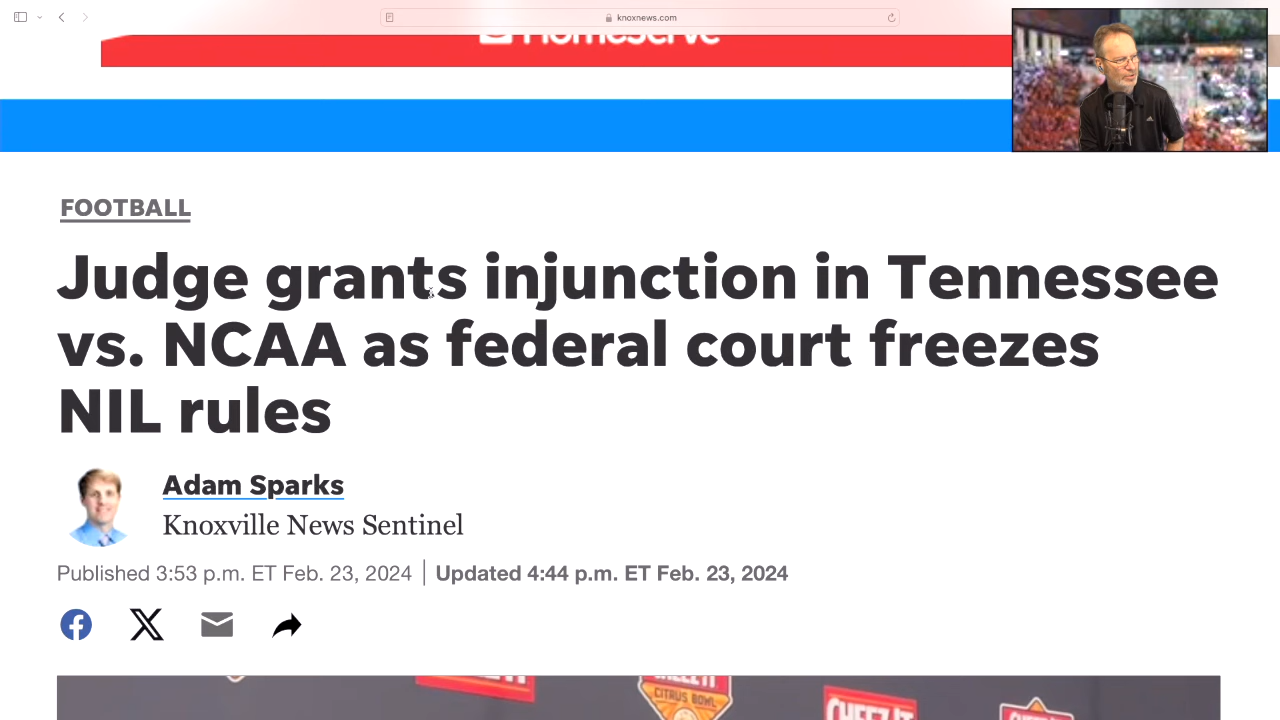 knoxnews.com
HomeServe
FOOTBALL
Judge grants injunction in Tennessee
vs. NCAA as federal court freezes
NIL rules
Adam Sparks
Knoxville News Sentinel
Published 3:53 p.m. ET Feb. 23, 2024 | Updated 4:44 p.m. ET Feb. 23, 2024
CITRUS BOWL